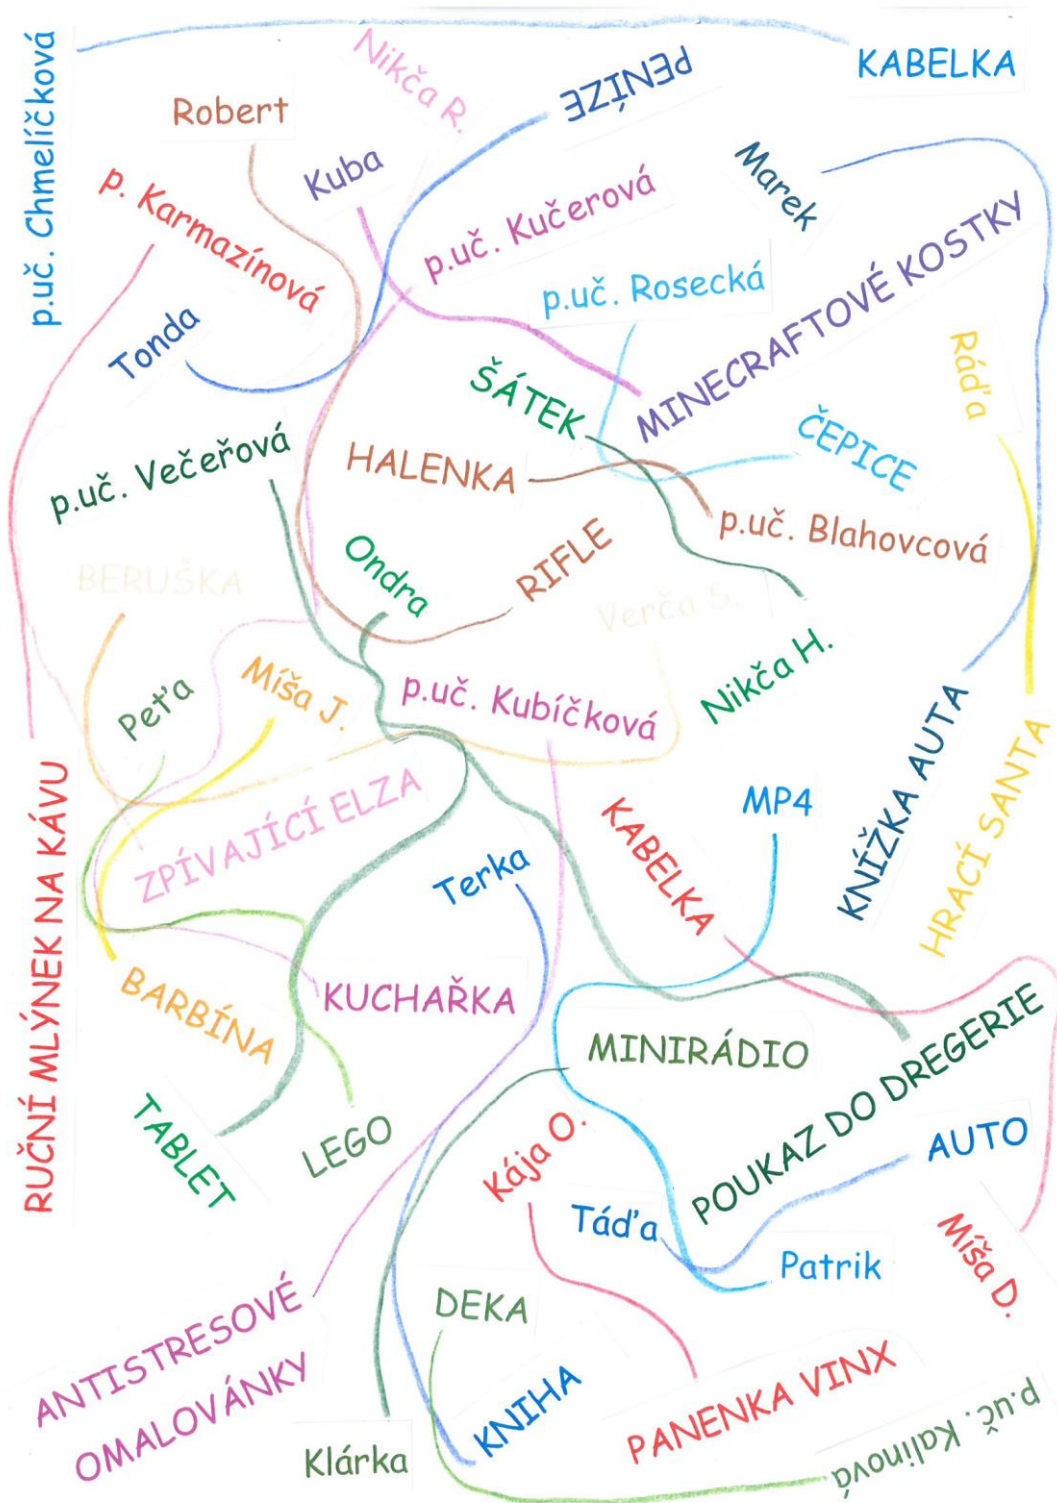 p.uč. Chmelíčková
KABELKA
Nikča R.
PENÍZE
Robert
Kuba
Marek
p. Karmazínová
p.uč. Kučerová
p.uč. Rosecká
MINECRAFTOVÉ KOSTKY
Tonda
Ráďa
ŠÁTEK
p.uč. Večeřová
HALENKA
ČEPICE
p.uč. Blahovcová
Ondra
RIFLE
BERUŠKA
Verča S.
Peťa
Míša J.
p.uč. Kubíčková
Nikča H.
RUČNÍ MLÝNEK NA KÁVU
ZPÍVAJÍCÍ ELZA
Terka
KABELKA
MP4
KNÍŽKA AUTA
HRACÍ SANTA
BARBÍNA
KUCHAŘKA
MINIRÁDIO
POUKAZ DO DREGERIE
TABLET
LEGO
Kája O.
Táďa
AUTO
Patrik
Míša D.
ANTISTRESOVÉ
OMALOVÁNKY
DEKA
KNIHA
PANENKA VINX
Klárka
p.uč. Kalinová